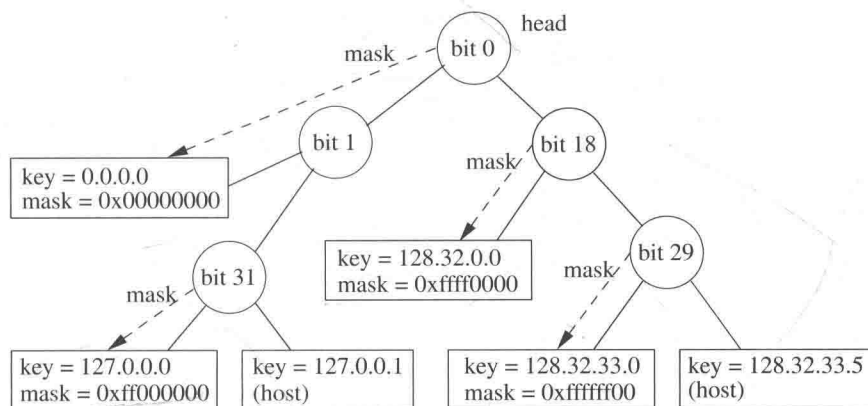 head
bit 0
mask
bit 1
bit 18
mask
key = 0.0.0.0
mask = 0x00000000
key = 128.32.0.0
mask = 0xffff0000
bit 29
mask
bit 31
mask
key = 127.0.0.0
mask = 0xff000000
key = 127.0.0.1
(host)
key = 128.32.33.0
mask = 0xffffff00
key = 128.32.33.5
(host)